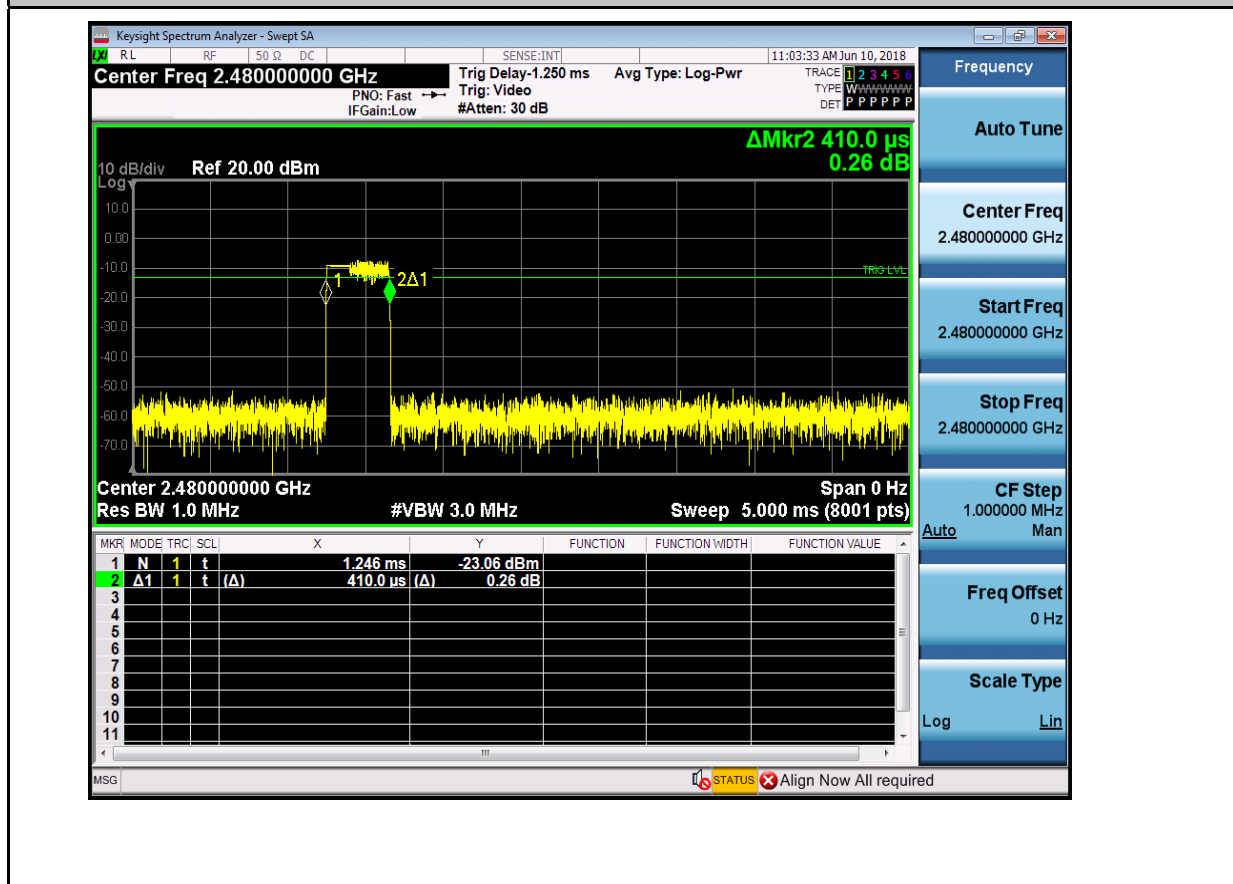 Keysight Spectrum Analyzer - Swept SA
LXI RL RF 50 Ω DC SENSE:INT 11:03:33 AM Jun 10, 2018
Center Freq 2.480000000 GHz
PNO: Fast
IFGain:Low
Trig Delay-1.250 ms
Trig: Video
#Atten: 30 dB
Avg Type: Log-Pwr
TRACE 1 2 3 4 5 6
TYPE WWWWWW
DET P P P P P P
ΔMkr2 410.0 µs
0.26 dB
10 dB/div Ref 20.00 dBm
Log
10.0
0.00
-10.0
-20.0
-30.0
-40.0
-50.0
-60.0
-70.0
1
2Δ1
TRIG LVL
Center 2.480000000 GHz Span 0 Hz
Res BW 1.0 MHz #VBW 3.0 MHz Sweep 5.000 ms (8001 pts)
MKR MODE TRC SCL X Y FUNCTION FUNCTION WIDTH FUNCTION VALUE
1 N 1 t 1.246 ms -23.06 dBm
2 Δ1 1 t (Δ) 410.0 µs (Δ) 0.26 dB
3
4
5
6
7
8
9
10
11
MSG STATUS Align Now All required
Frequency
Auto Tune
Center Freq
2.480000000 GHz
Start Freq
2.480000000 GHz
Stop Freq
2.480000000 GHz
CF Step
1.000000 MHz
Auto Man
Freq Offset
0 Hz
Scale Type
Log Lin